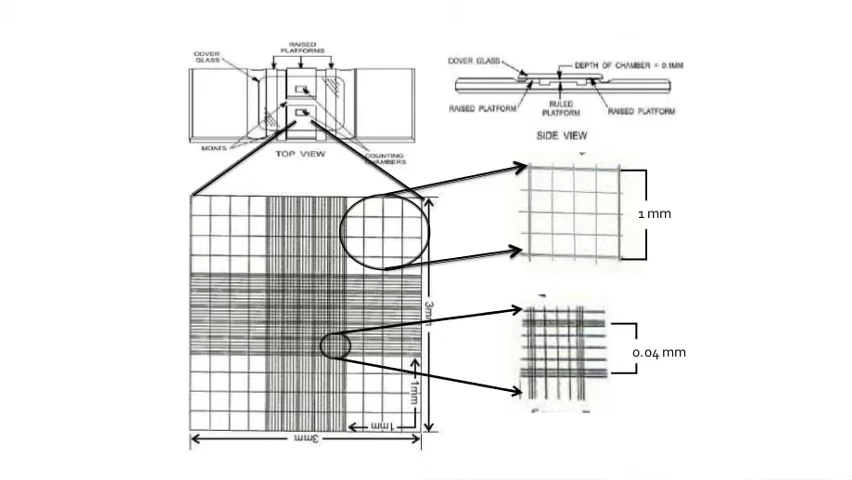 RAISED
PLATFORMS
COVER
GLASS
MOATS
TOP VIEW
COUNTING
CHAMBERS
COVER GLASS
DEPTH OF CHAMBER = 0.1MM
RAISED PLATFORM
RULED
PLATFORM
RAISED PLATFORM
SIDE VIEW
1 mm
3mm
0.04 mm
1mm
1mm
3mm